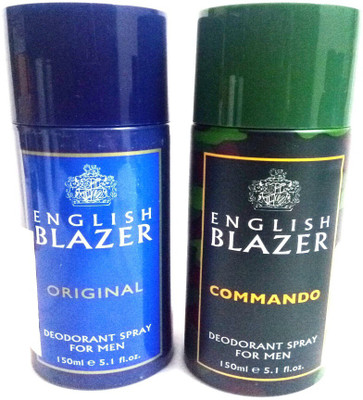 ENGLISH
BLAZER
ORIGINAL
DEODORANT SPRAY
FOR MEN
150ml e 5.1 fl.oz.
ENGLISH
BLAZER
COMMANDO
DEODORANT SPRAY
FOR MEN
150ml e 5.1 fl.oz.